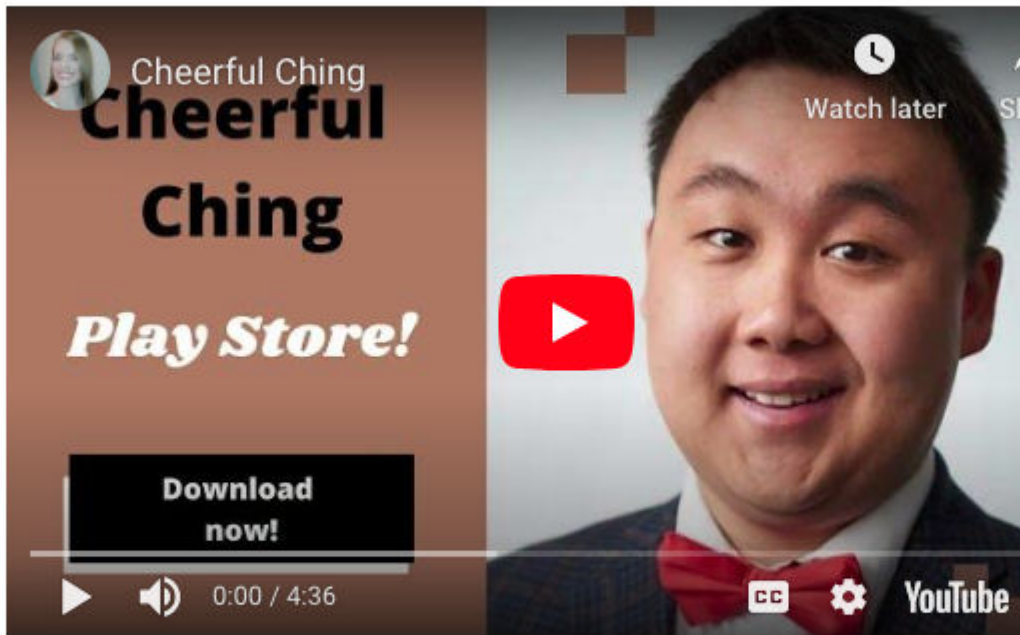 Cheerful Ching
Watch later
Cheerful
Ching
Play Store!
Download
now!
0:00 / 4:36
CC
YouTube